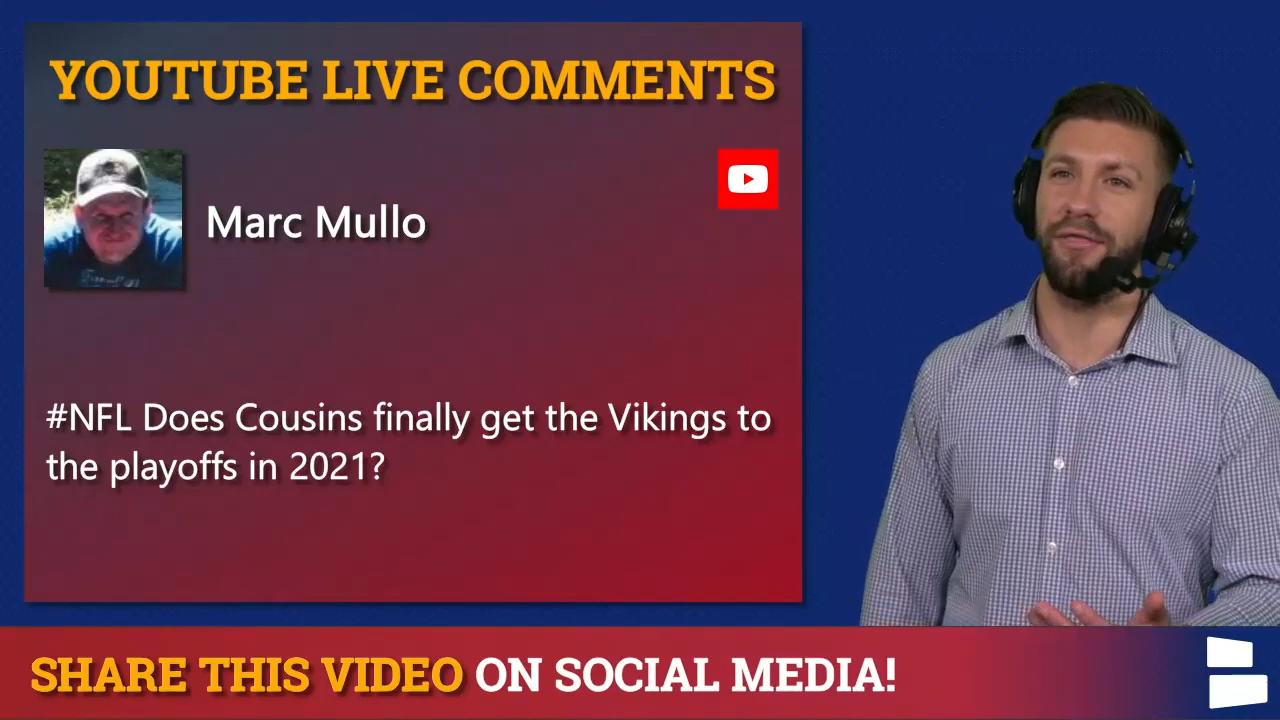 YOUTUBE LIVE COMMENTS
Marc Mullo
#NFL Does Cousins finally get the Vikings to
the playoffs in 2021?
SHARE THIS VIDEO ON SOCIAL MEDIA!